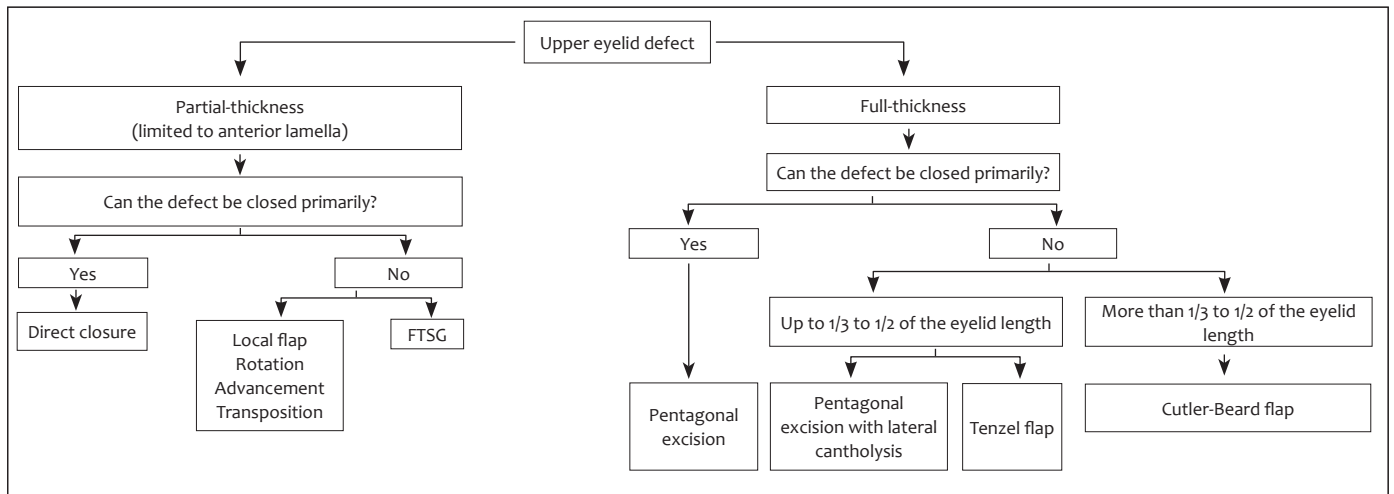 Upper eyelid defect
Partial-thickness
(limited to anterior lamella)
Can the defect be closed primarily?
Yes
No
Direct closure
Local flap
Rotation
Advancement
Transposition
FTSG
Full-thickness
Can the defect be closed primarily?
Yes
No
Up to 1/3 to 1/2 of the eyelid length
More than 1/3 to 1/2 of the eyelid
length
Pentagonal
excision
Pentagonal
excision with lateral
cantholysis
Tenzel flap
Cutler-Beard flap